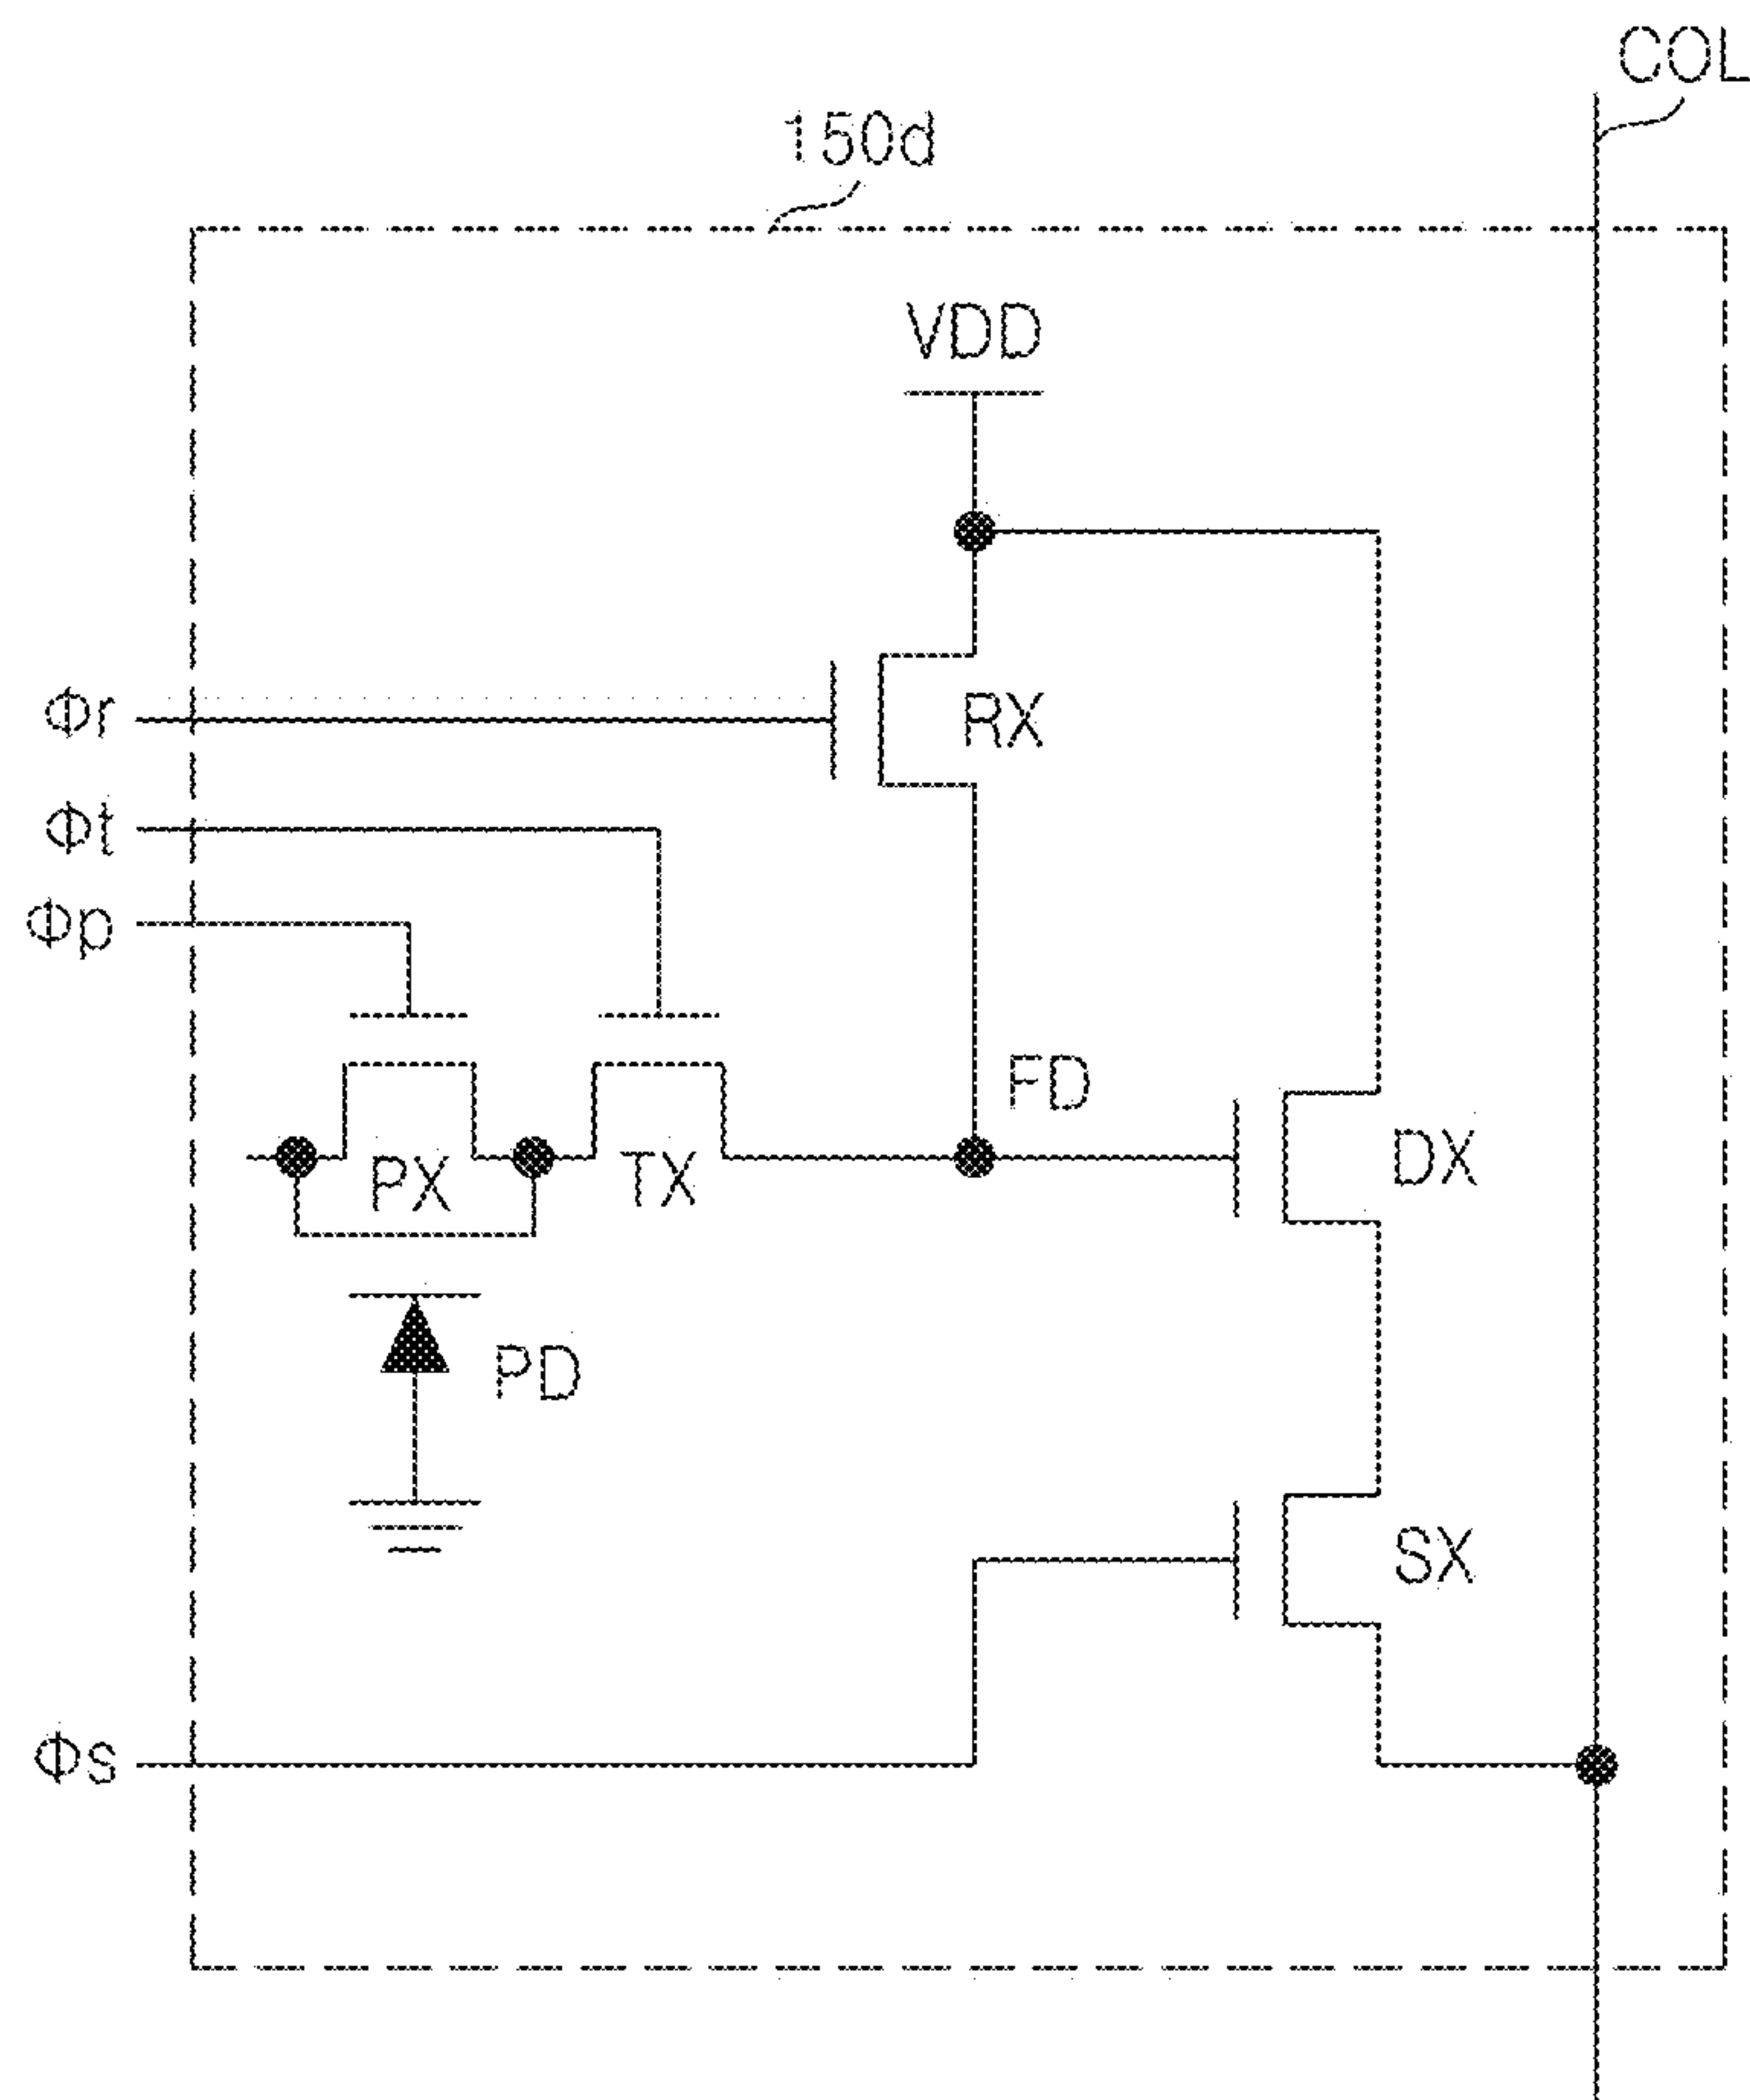 COL
150d
VDD
Φr
RX
Φt
Φp
FD
PX
TX
DX
PD
SX
Φs